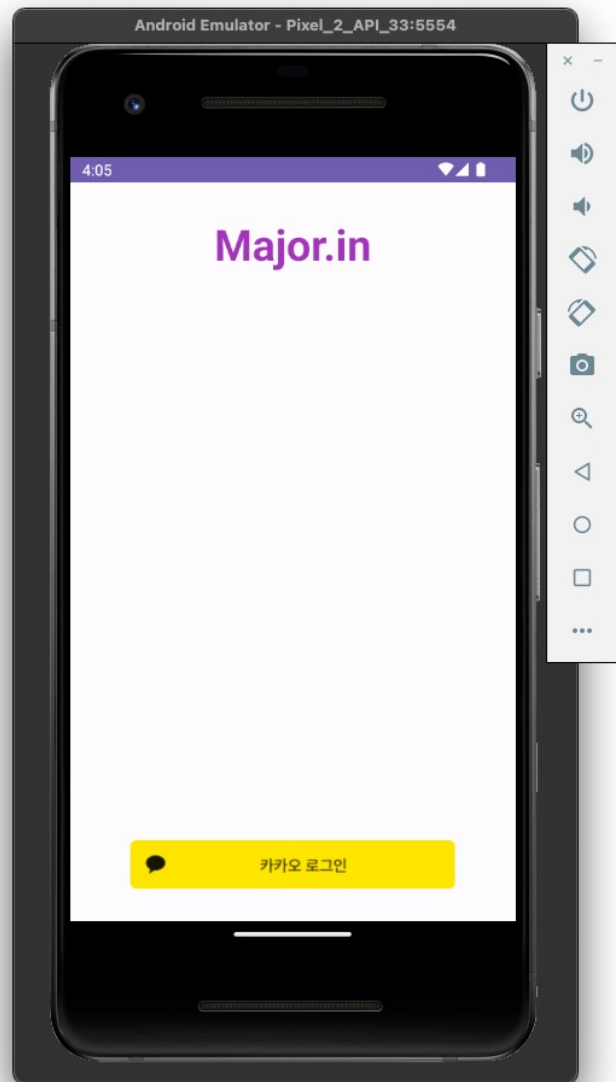 Android Emulator - Pixel_2_API_33:5554
4:05
Major.in
카카오 로그인